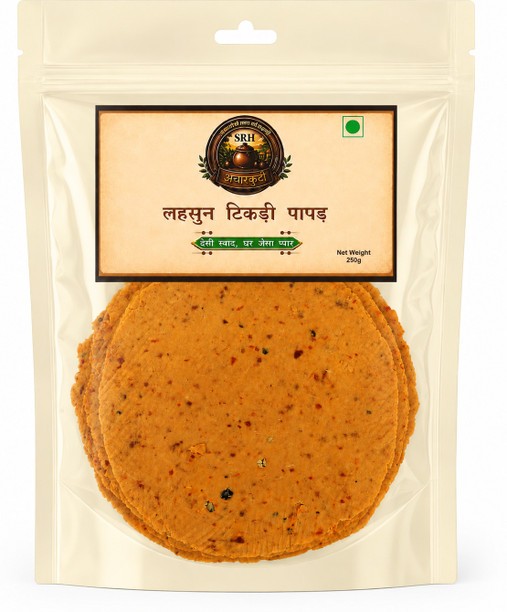 SRH
अचारकुटी
लहसुन टिकड़ी पापड़
देसी स्वाद, घर जैसा प्यार
Net Weight
250g